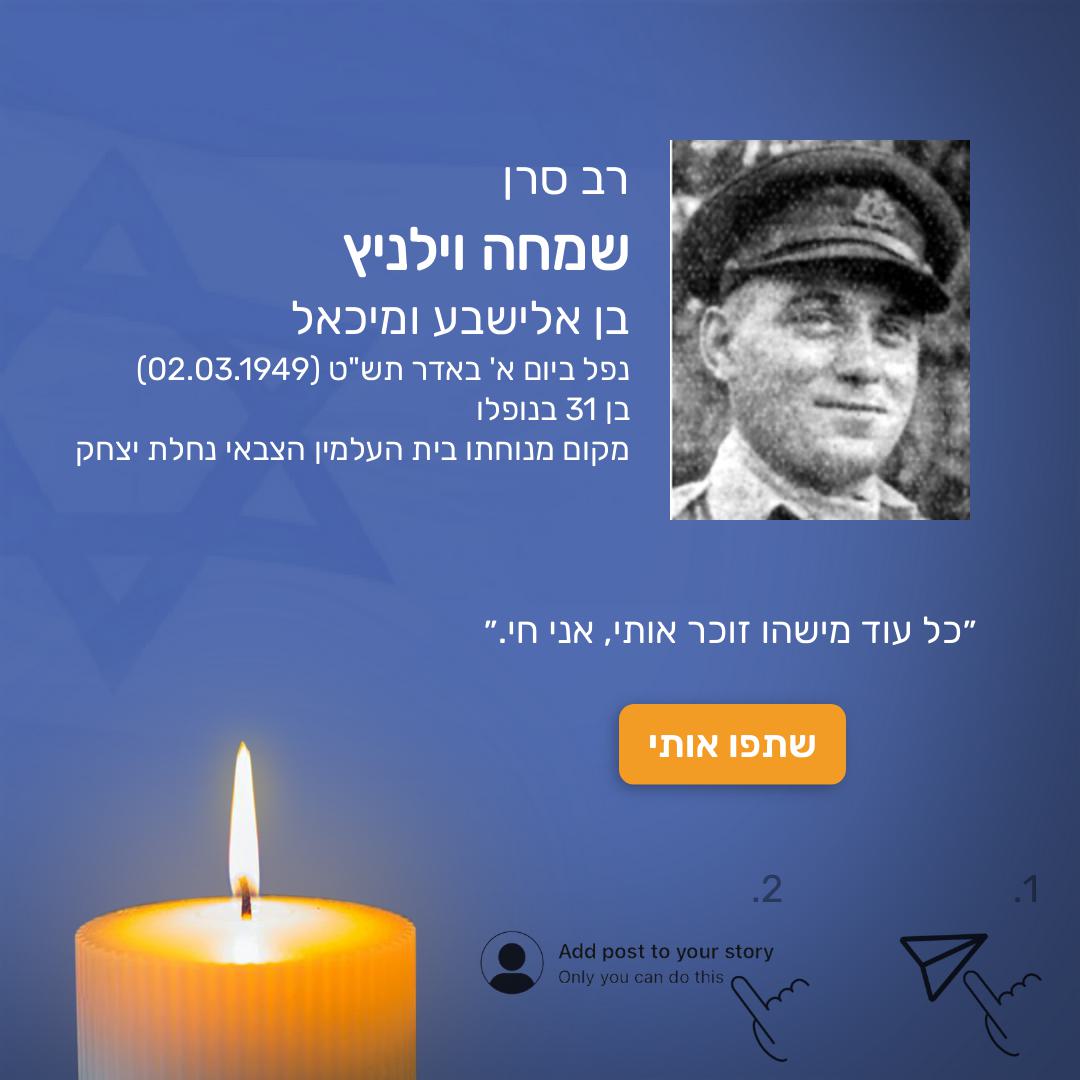 רב סרן
שמחה וילניץ
בן אלישבע ומיכאל
נפל ביום א' באדר תש"ט (02.03.1949)
בן 31 בנופלו
מקום מנוחתו בית העלמין הצבאי נחלת יצחק
״כל עוד מישהו זוכר אותי, אני חי.״
שתפו אותי
1.
2.
Add post to your story
Only you can do this